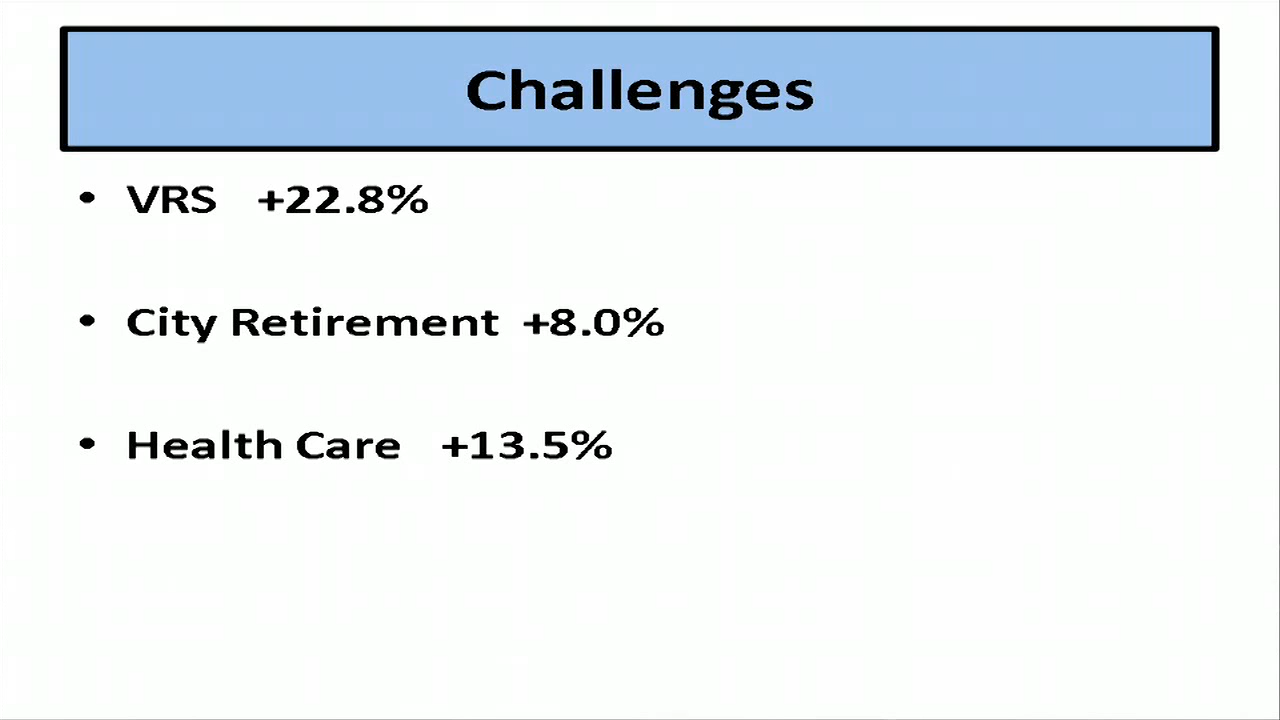 Challenges
• VRS +22.8%
• City Retirement +8.0%
• Health Care +13.5%